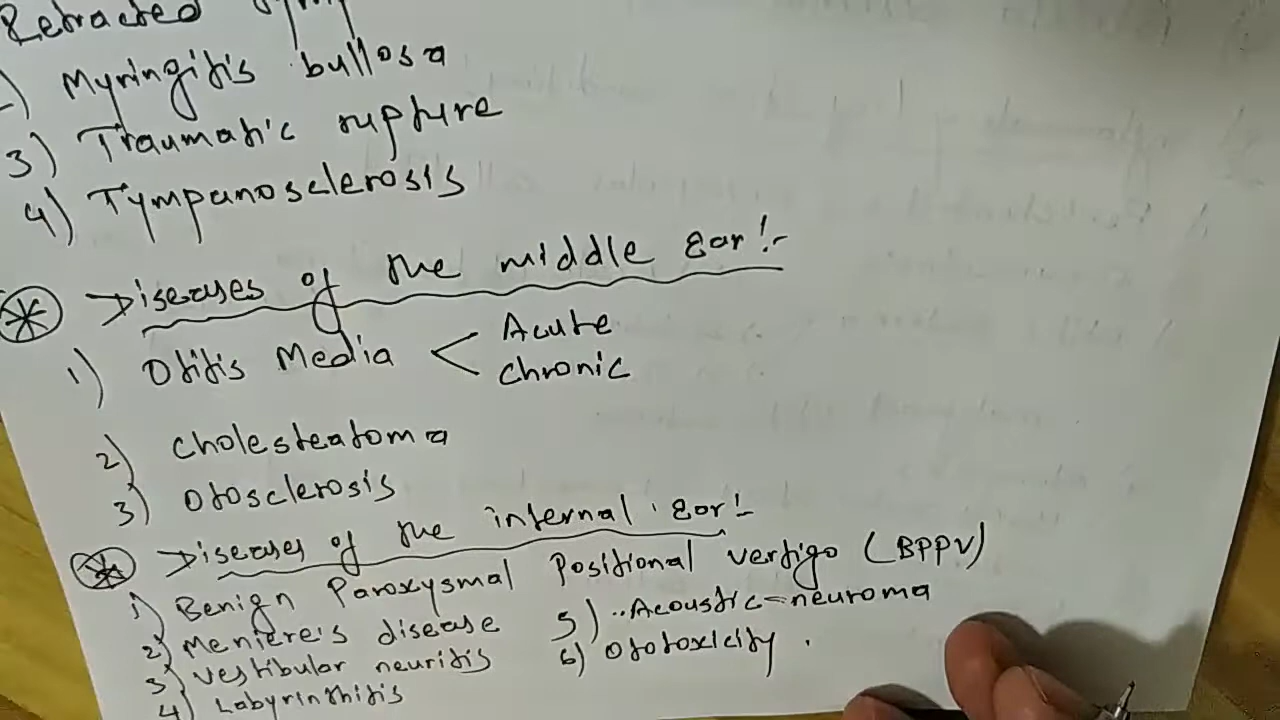 Retracted
2) Myringitis bullosa
3) Traumatic rupture
4) Tympanosclerosis
Diseases of the middle Ear:-
1) Otitis Media < Acute
chronic
2) cholesteatoma
3) Otosclerosis
Diseases of the internal Ear:-
1) Benign Paroxysmal Positional vertigo (BPPV)
2) Meniere's disease
3) vestibular neuritis
4) Labyrinthitis
5) Acoustic neuroma
6) Ototoxicity.